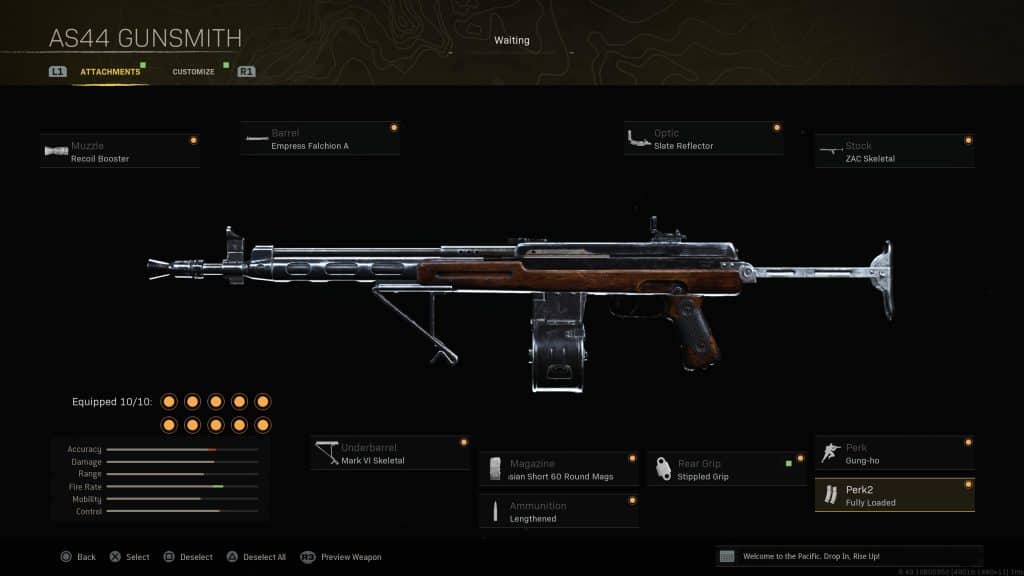 AS44 GUNSMITH
Waiting
L1 ATTACHMENTS CUSTOMIZE R1
Muzzle
Recoil Booster
Barrel
Empress Falchion A
Optic
Slate Reflector
Stock
ZAC Skeletal
Equipped 10/10:
Accuracy
Damage
Range
Fire Rate
Mobility
Control
Underbarrel
Mark VI Skeletal
Magazine
sian Short 60 Round Mags
Ammunition
Lengthened
Rear Grip
Stippled Grip
Perk
Gung-ho
Perk2
Fully Loaded
Back Select Deselect Deselect All R3 Preview Weapon
Welcome to the Pacific. Drop In, Rise Up!